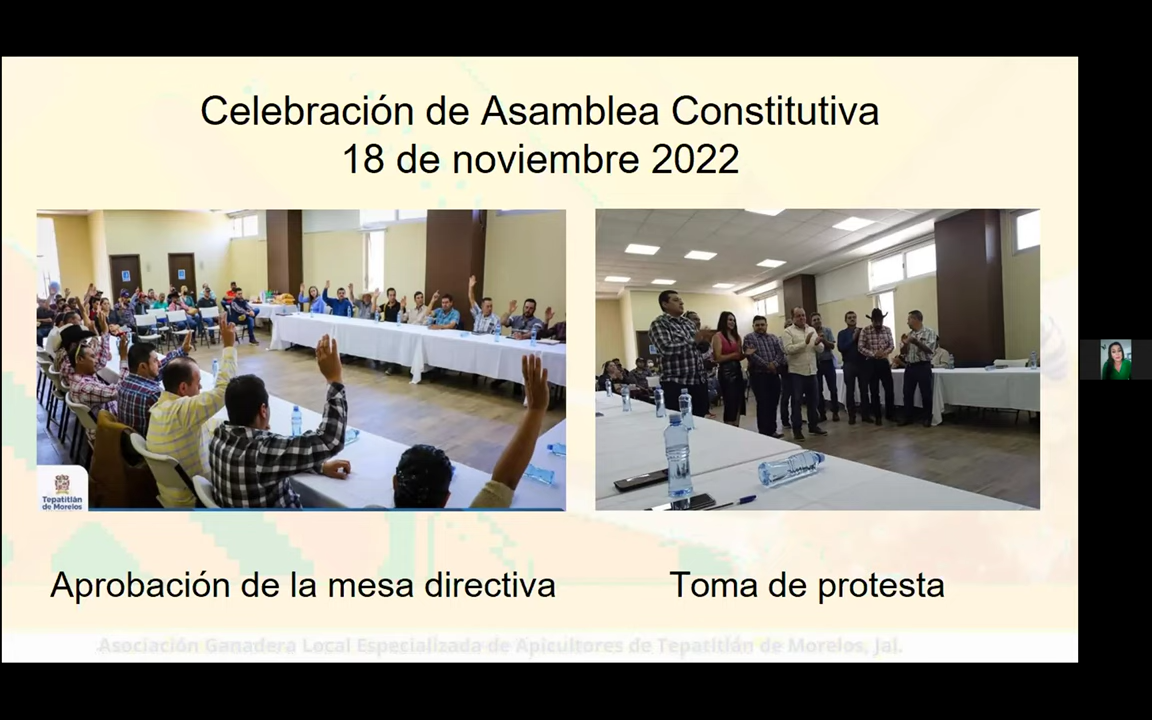 Celebración de Asamblea Constitutiva
18 de noviembre 2022
Tepatitlán
de Morelos
Aprobación de la mesa directiva
Toma de protesta
Asociación Ganadera Local Especializada de Apicultores de Tepatitlán de Morelos, Jal.